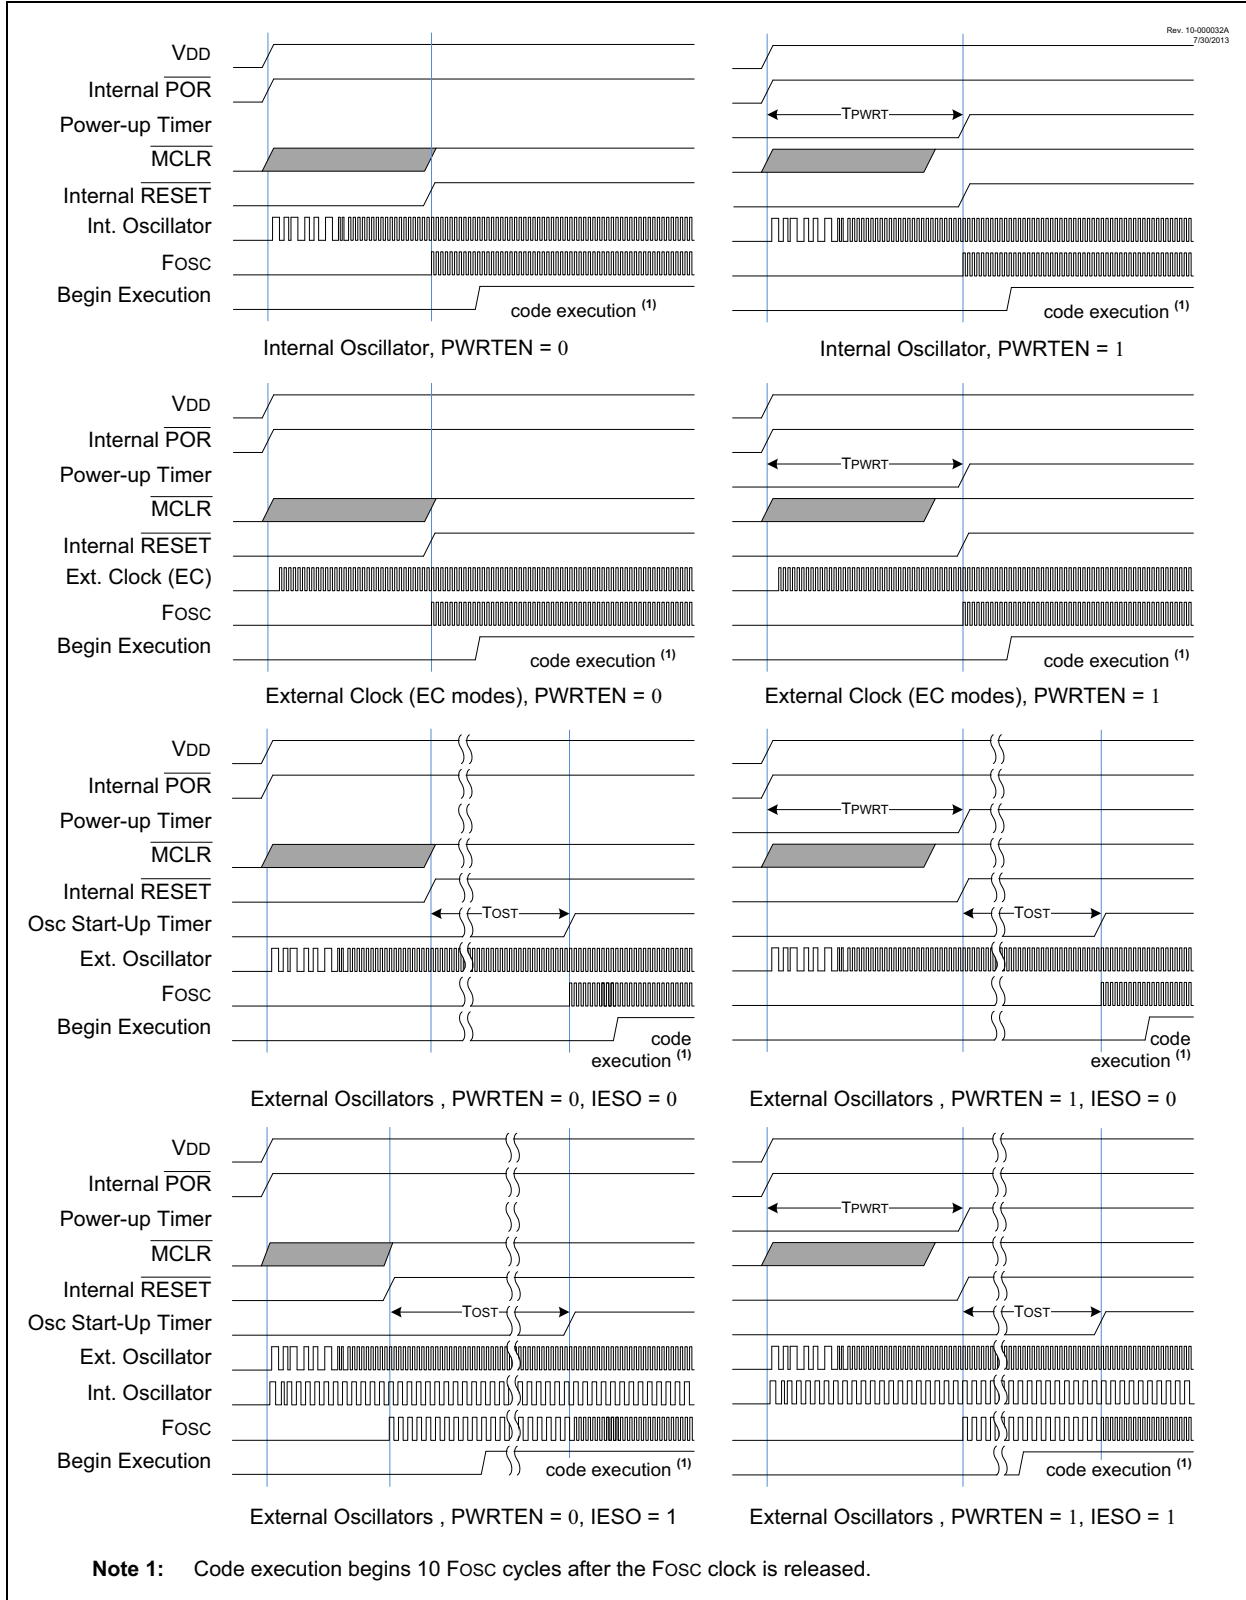 Rev. 10-000032A
7/30/2013
VDD
Internal POR
Power-up Timer
TPWRT
MCLR
Internal RESET
Int. Oscillator
FOSC
Begin Execution
code execution (1)
code execution (1)
Internal Oscillator, PWRTEN = 0
Internal Oscillator, PWRTEN = 1
VDD
Internal POR
Power-up Timer
TPWRT
MCLR
Internal RESET
Ext. Clock (EC)
FOSC
Begin Execution
code execution (1)
code execution (1)
External Clock (EC modes), PWRTEN = 0
External Clock (EC modes), PWRTEN = 1
VDD
Internal POR
Power-up Timer
TPWRT
MCLR
Internal RESET
Osc Start-Up Timer
TOST
TOST
Ext. Oscillator
FOSC
Begin Execution
code
execution (1)
code
execution (1)
External Oscillators , PWRTEN = 0, IESO = 0
External Oscillators , PWRTEN = 1, IESO = 0
VDD
Internal POR
Power-up Timer
TPWRT
MCLR
Internal RESET
Osc Start-Up Timer
TOST
TOST
Ext. Oscillator
Int. Oscillator
FOSC
Begin Execution
code execution (1)
code execution (1)
External Oscillators , PWRTEN = 0, IESO = 1
External Oscillators , PWRTEN = 1, IESO = 1
Note 1: Code execution begins 10 FOSC cycles after the FOSC clock is released.